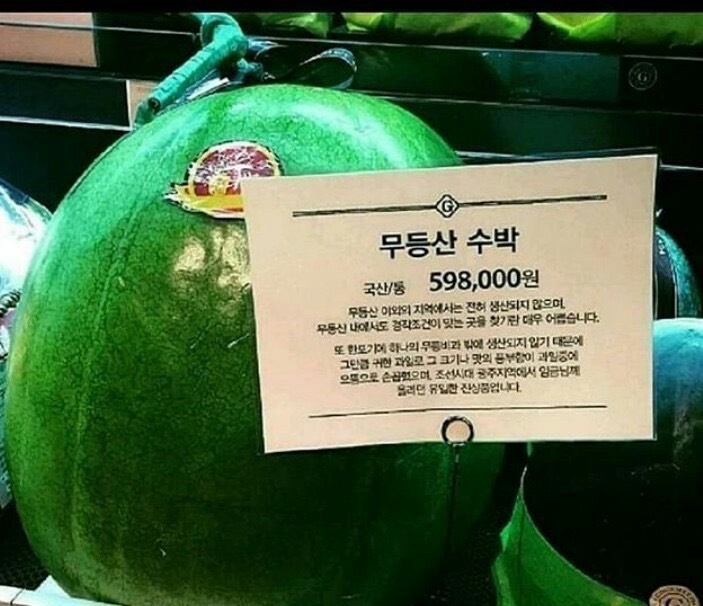 G
무등산 수박
국산/통 598,000원
무등산 이외의 지역에서는 전혀 생산되지 않으며,
무등산 내에서도 경작조건이 맞는 곳을 찾기란 매우 어렵습니다.
또 한포기에 하나의 무등비과 밖에 생산되지 않기 때문에
그만큼 귀한 과일로 그 크기나 맛의 풍부함이 과일중에
으뜸으로 손꼽혔으며, 조선시대 광주지역에서 임금님께
올리던 유일한 진상품입니다.